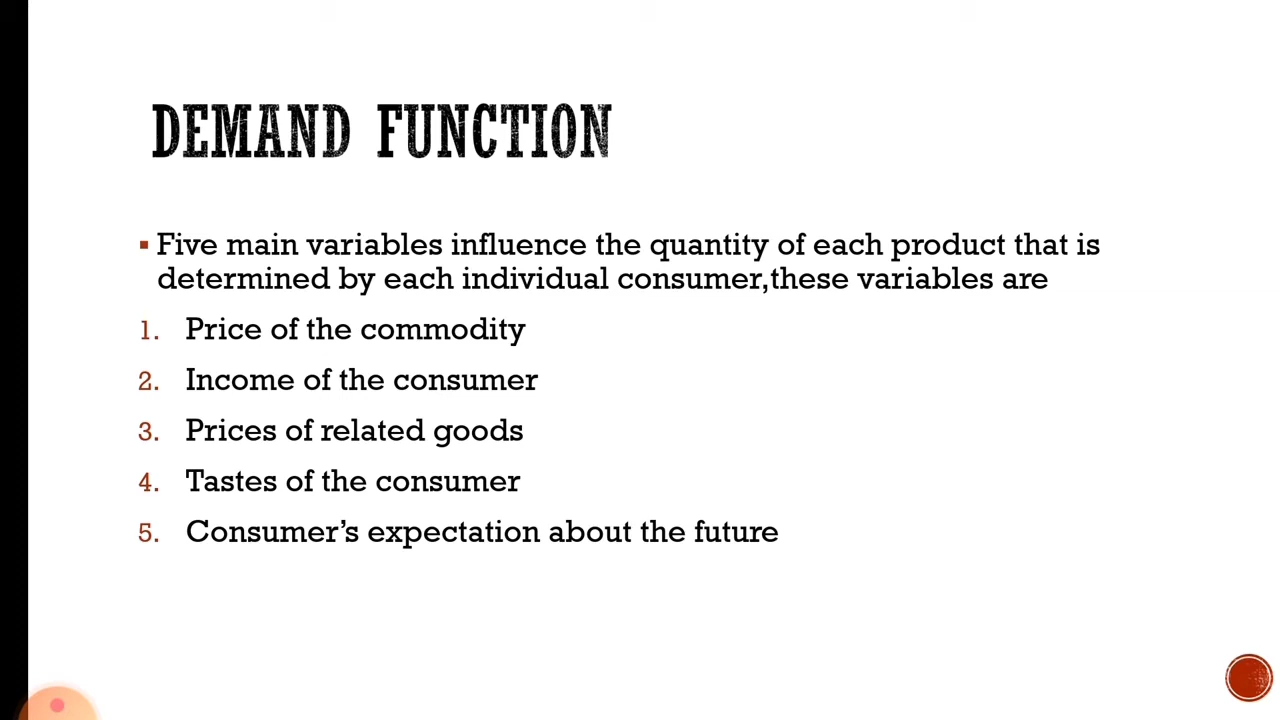 DEMAND FUNCTION
▪ Five main variables influence the quantity of each product that is
determined by each individual consumer,these variables are
1. Price of the commodity
2. Income of the consumer
3. Prices of related goods
4. Tastes of the consumer
5. Consumer's expectation about the future